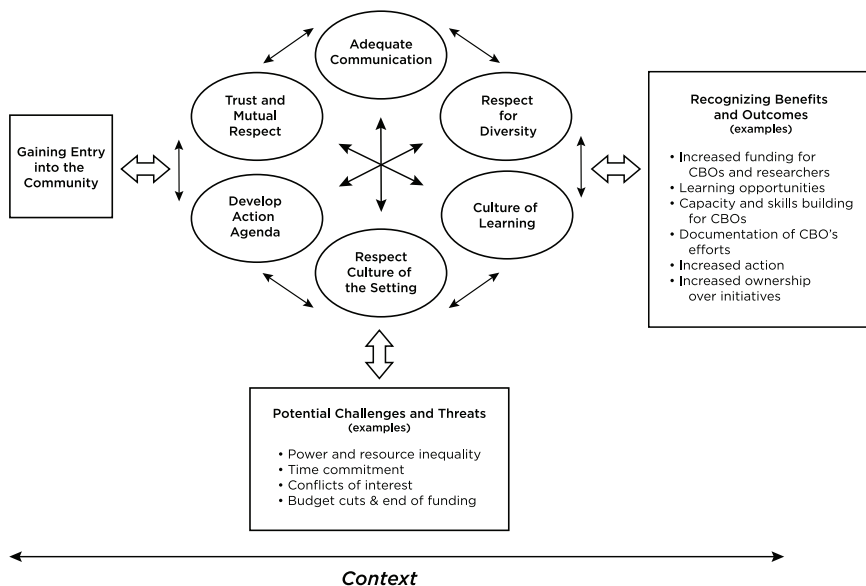 Adequate
Communication
Trust and
Mutual
Respect
Respect
for
Diversity
Gaining Entry
into the
Community
Develop
Action
Agenda
Culture
of Learning
Respect
Culture of
the Setting
Recognizing Benefits
and Outcomes
(examples)
• Increased funding for
CBOs and researchers
• Learning opportunities
• Capacity and skills building
for CBOs
• Documentation of CBO's
efforts
• Increased action
• Increased ownership
over initiatives
Potential Challenges and Threats
(examples)
• Power and resource inequality
• Time commitment
• Conflicts of interest
• Budget cuts & end of funding
Context